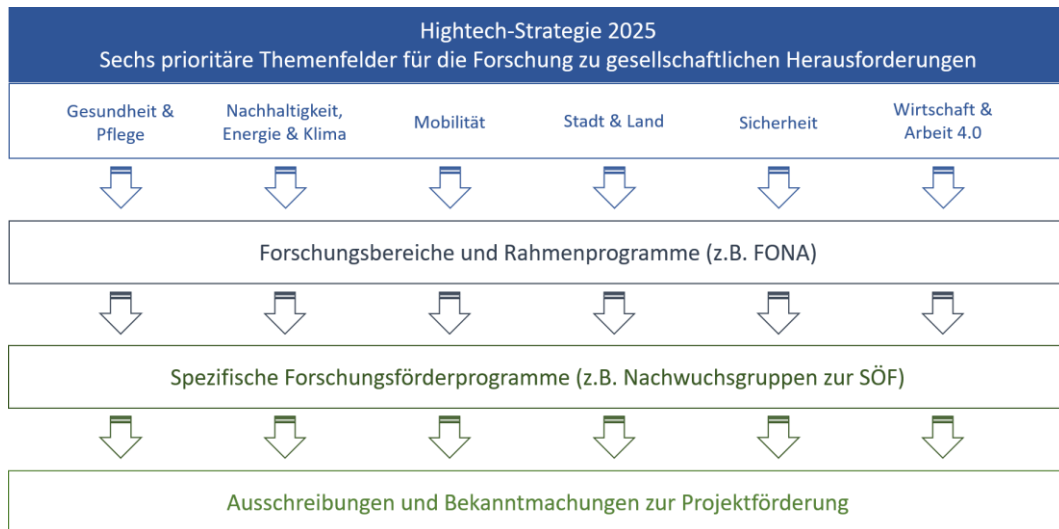 Hightech-Strategie 2025
Sechs prioritäre Themenfelder für die Forschung zu gesellschaftlichen Herausforderungen
Gesundheit &
Pflege
Nachhaltigkeit,
Energie & Klima
Mobilität
Stadt & Land
Sicherheit
Wirtschaft &
Arbeit 4.0
Forschungsbereiche und Rahmenprogramme (z.B. FONA)
Spezifische Forschungsförderprogramme (z.B. Nachwuchsgruppen zur SÖF)
Ausschreibungen und Bekanntmachungen zur Projektförderung